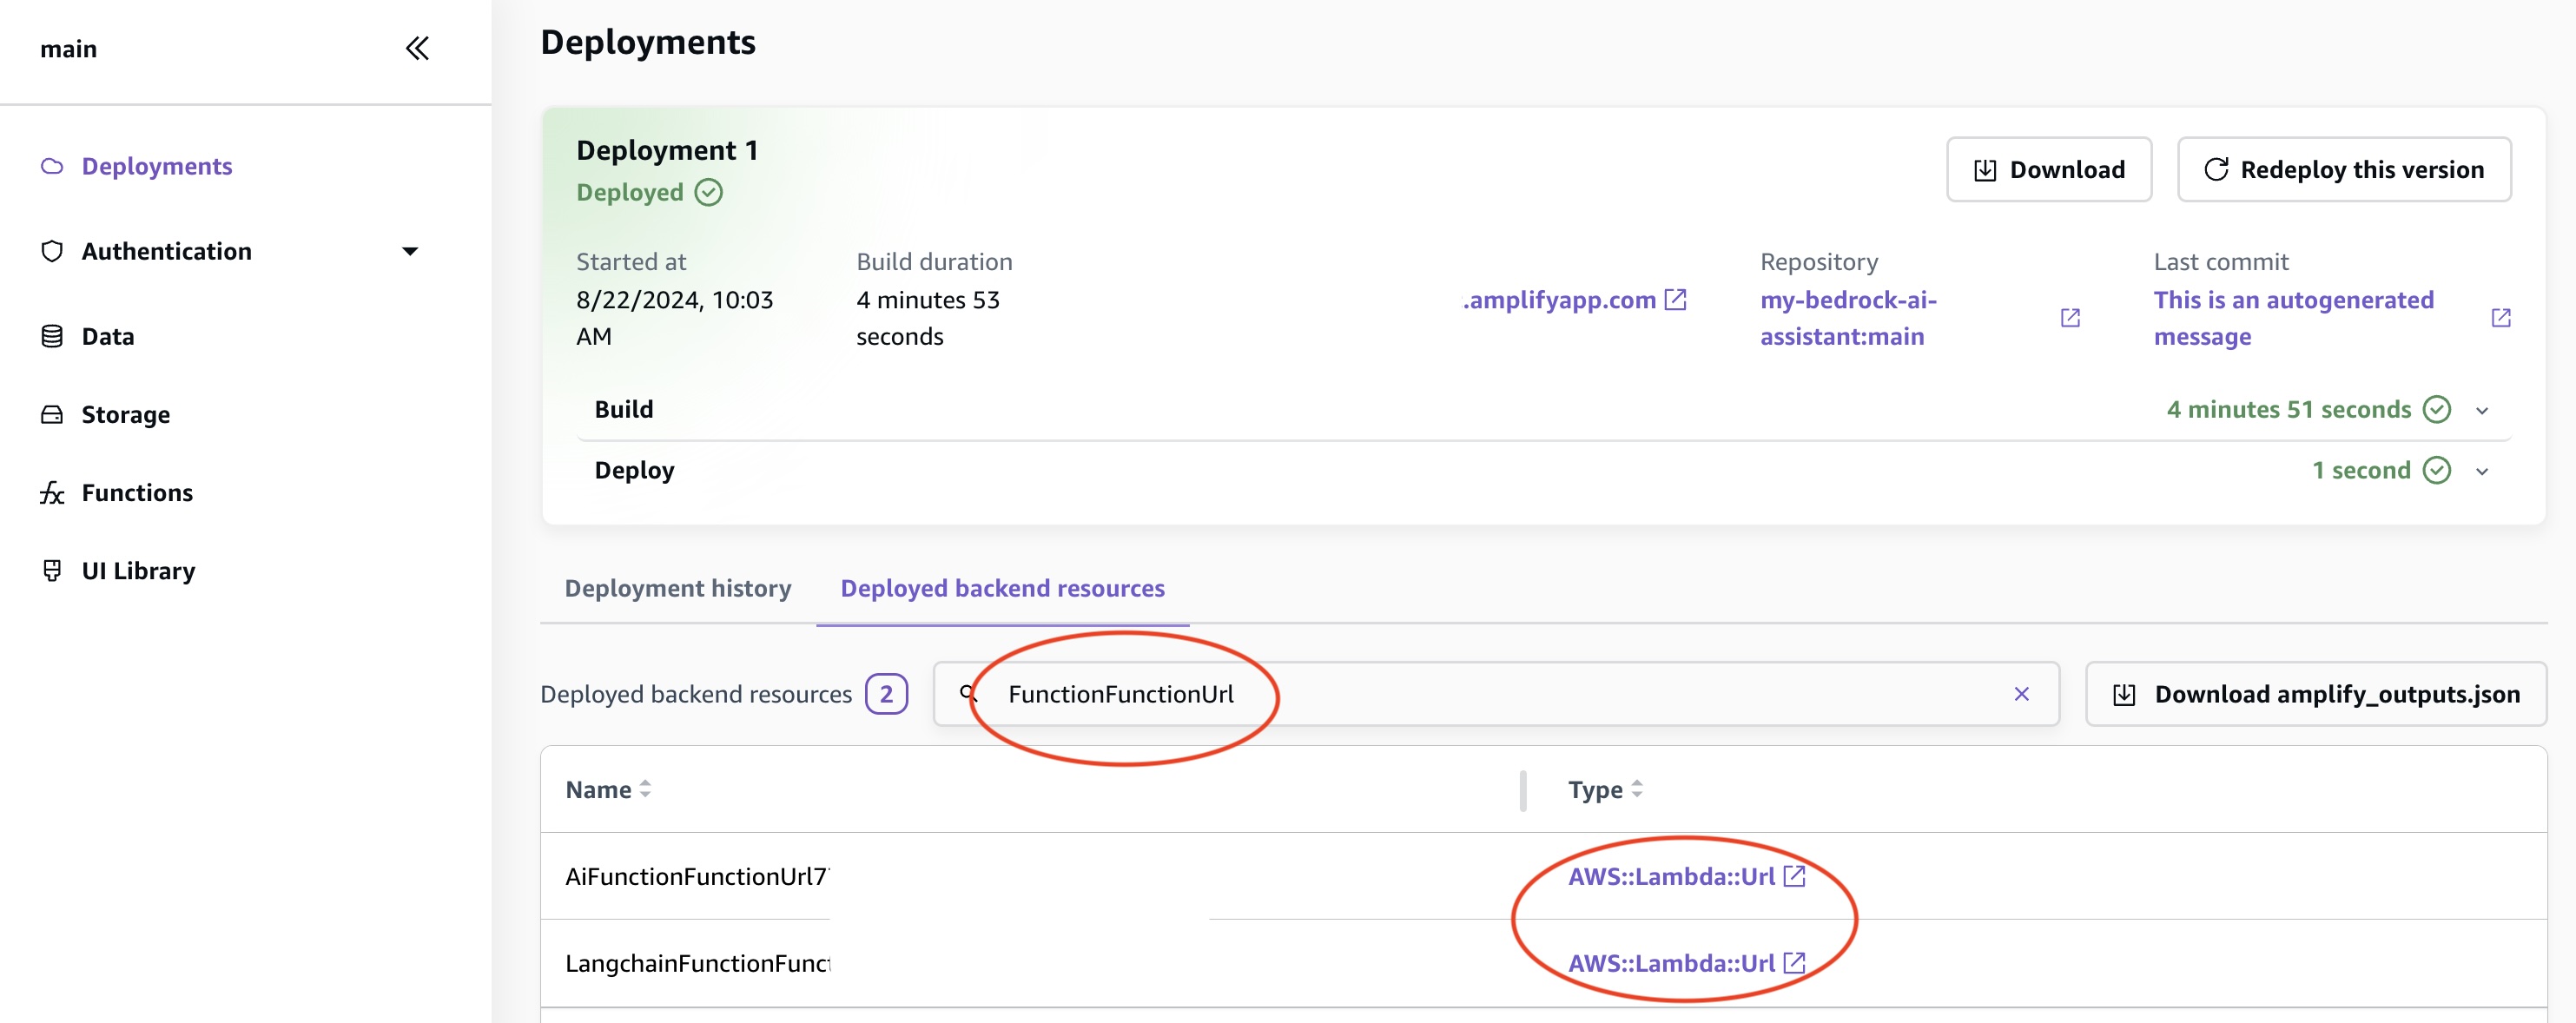 main
Deployments
Authentication
Data
Storage
Functions
UI Library
Deployments
Deployment 1
Deployed
Download
Redeploy this version
Started at
8/22/2024, 10:03
AM
Build duration
4 minutes 53
seconds
.amplifyapp.com
Repository
my-bedrock-ai-
assistant:main
Last commit
This is an autogenerated
message
Build
4 minutes 51 seconds
Deploy
1 second
Deployment history
Deployed backend resources
Deployed backend resources 2
FunctionFunctionUrl
Download amplify_outputs.json
Name
Type
AiFunctionFunctionUrl7
AWS::Lambda::Url
LangchainFunctionFunct
AWS::Lambda::Url